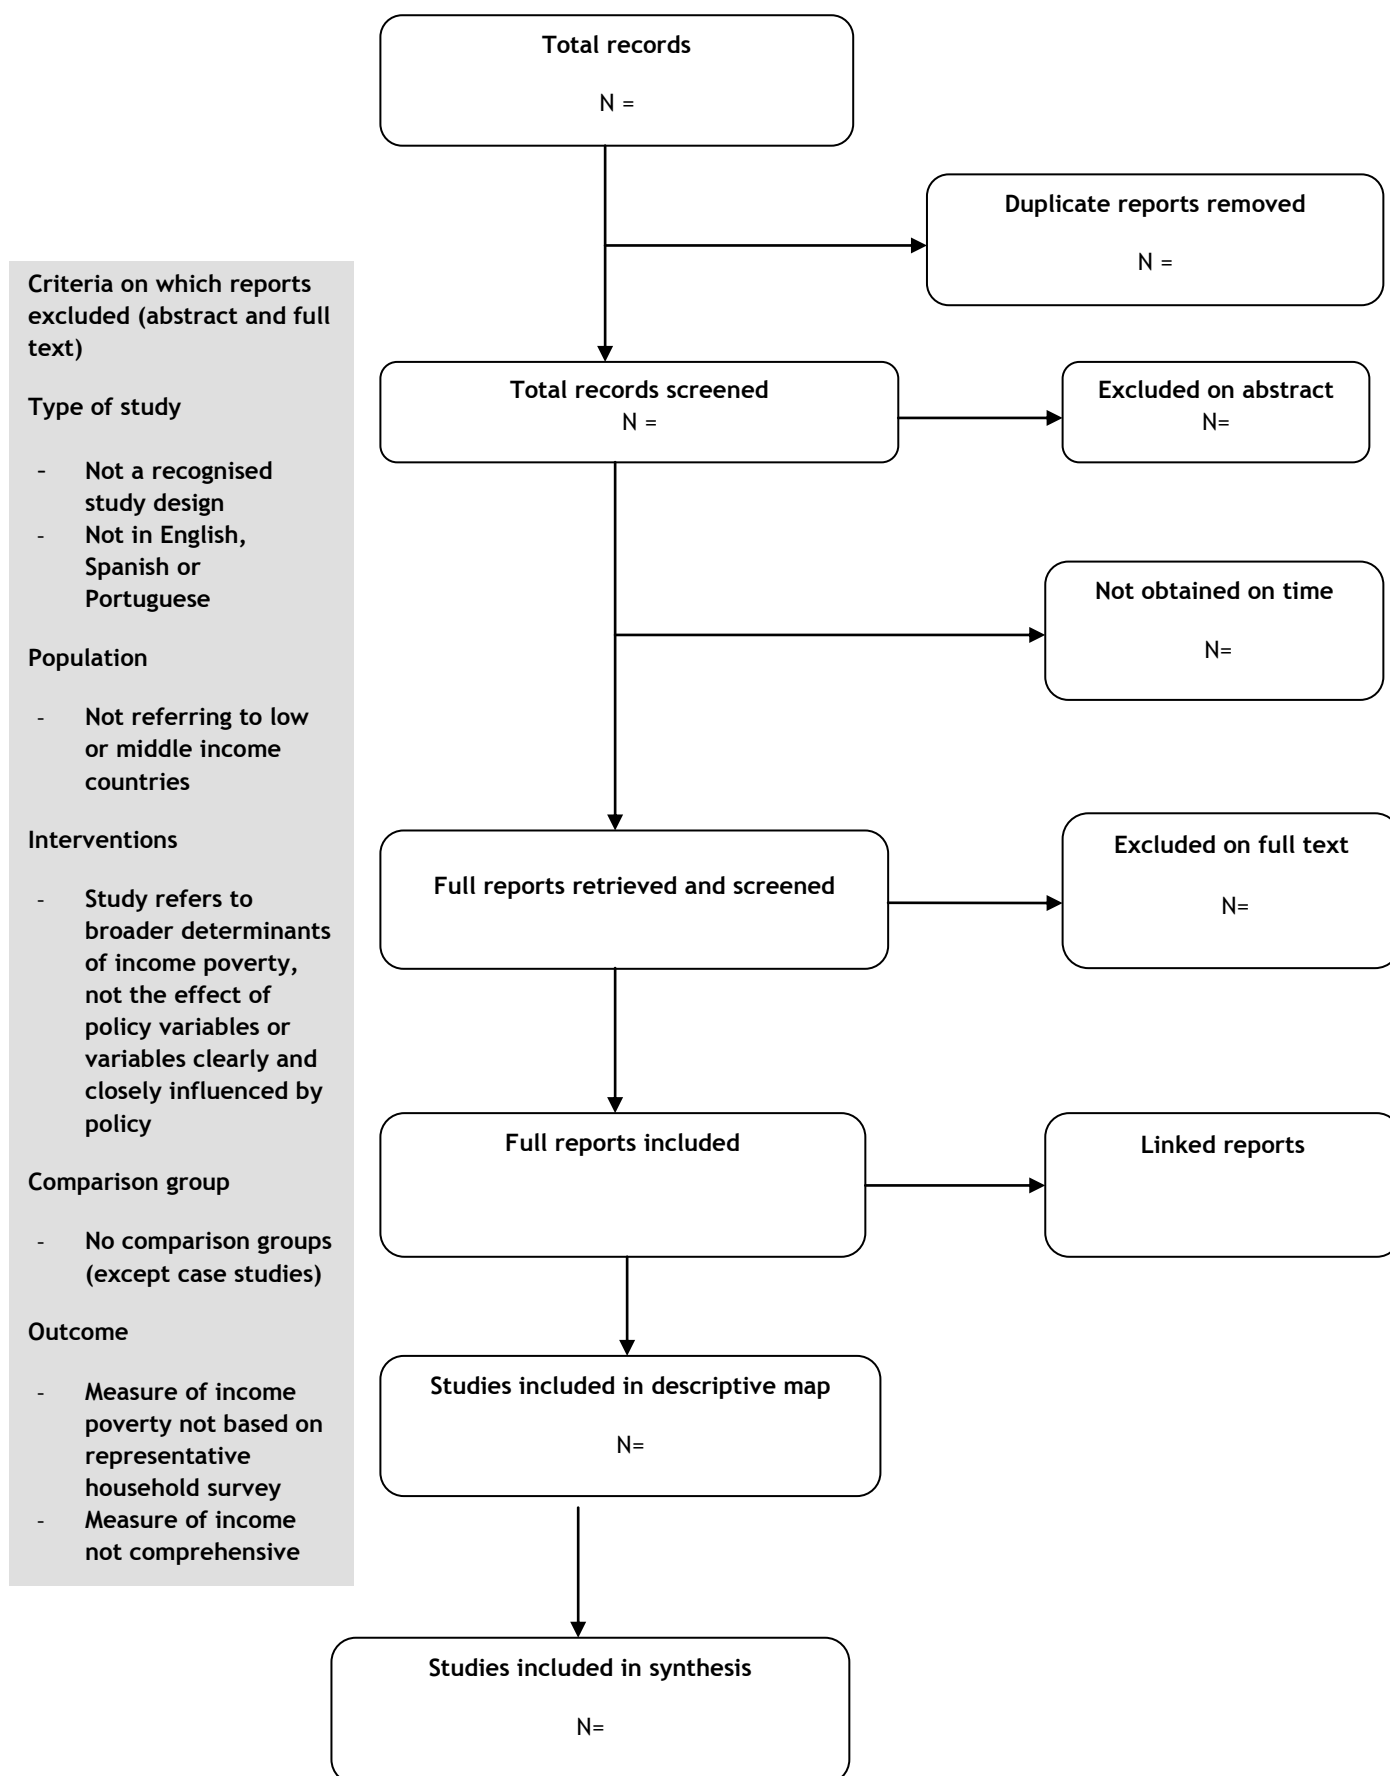 Total records
N =
Duplicate reports removed
N =
Criteria on which reports
excluded (abstract and full
text)
Type of study
- Not a recognised
study design
- Not in English,
Spanish or
Portuguese
Population
- Not referring to low
or middle income
countries
Interventions
- Study refers to
broader determinants
of income poverty,
not the effect of
policy variables or
variables clearly and
closely influenced by
policy
Comparison group
- No comparison groups
(except case studies)
Outcome
- Measure of income
poverty not based on
representative
household survey
- Measure of income
not comprehensive
Total records screened
N =
Excluded on abstract
N=
Not obtained on time
N=
Full reports retrieved and screened
Excluded on full text
N=
Full reports included
Linked reports
Studies included in descriptive map
N=
Studies included in synthesis
N=